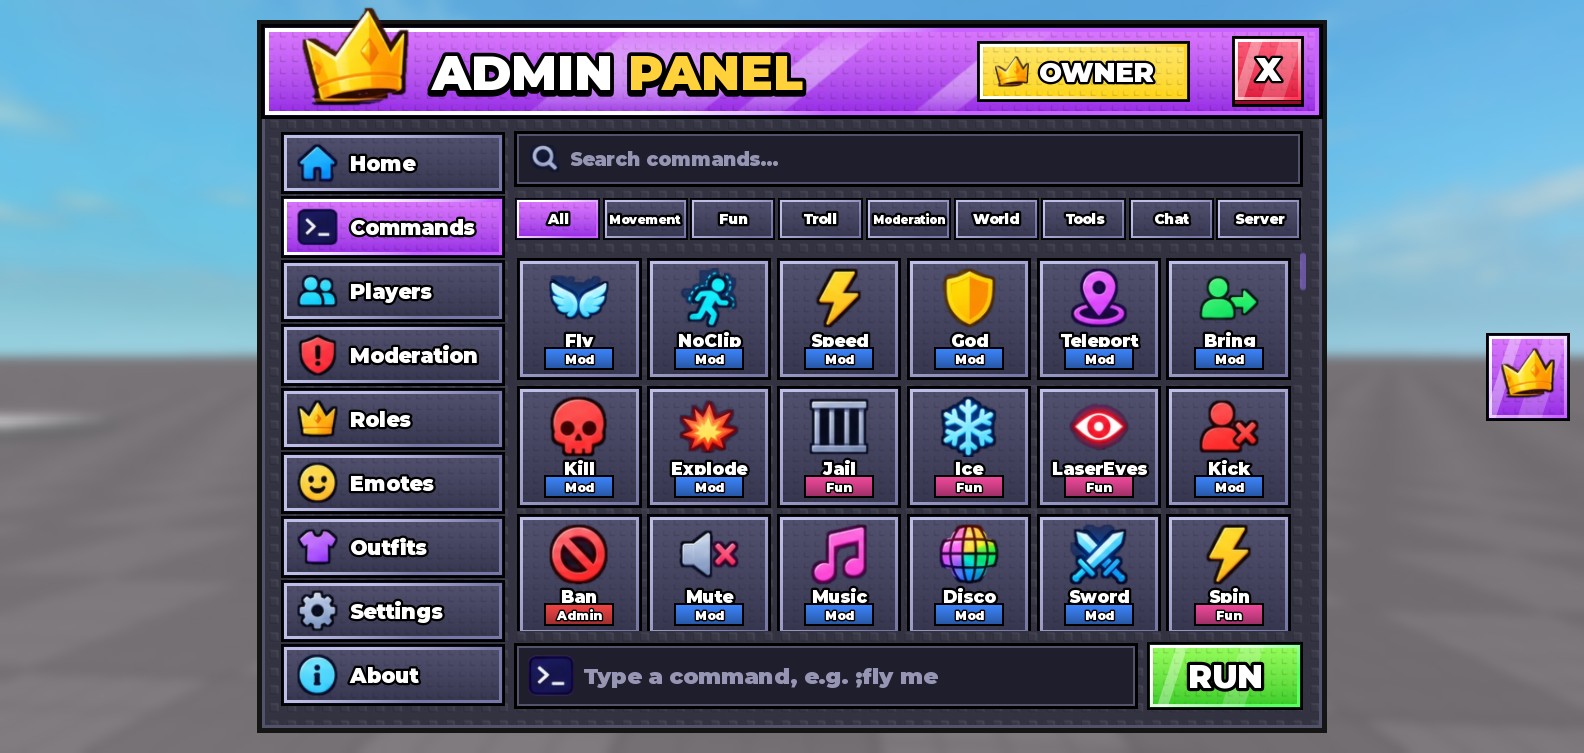 ADMIN PANEL
OWNER
X
Home
Commands
Players
Moderation
Roles
Emotes
Outfits
Settings
About
Search commands...
All Movement Fun Troll Moderation World Tools Chat Server
Fly NoClip Speed God Teleport Bring
Mod Mod Mod Mod Mod Mod
Kill Explode Jail Ice LaserEyes Kick
Mod Mod Fun Fun Fun Mod
Ban Mute Music Disco Sword Spin
Admin Mod Mod Mod Mod Fun
>_ Type a command, e.g. ;fly me
RUN